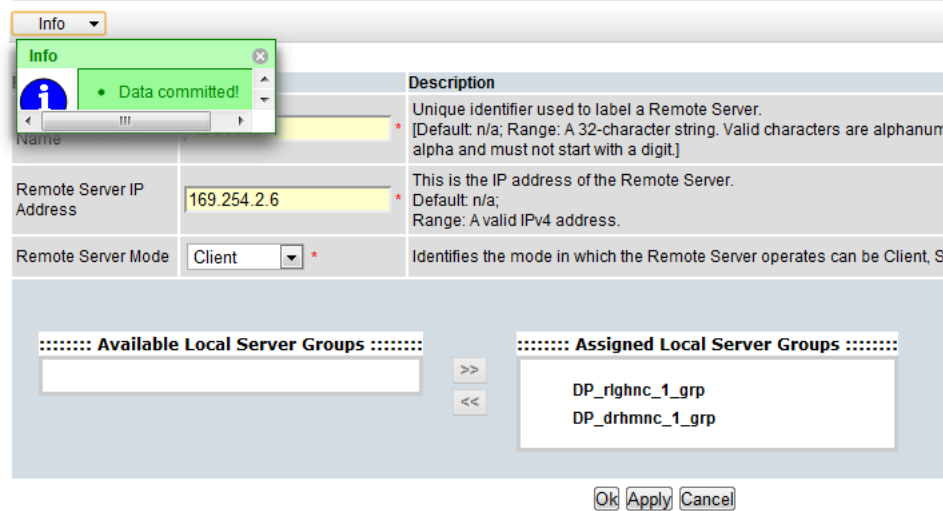 Info
Info
• Data committed!
Description
Name
*
Unique identifier used to label a Remote Server.
[Default: n/a; Range: A 32-character string. Valid characters are alphanum
alpha and must not start with a digit.]
Remote Server IP
Address
169.254.2.6
*
This is the IP address of the Remote Server.
Default: n/a;
Range: A valid IPv4 address.
Remote Server Mode
Client
*
Identifies the mode in which the Remote Server operates can be Client, S
:::::::: Available Local Server Groups ::::::::
>>
<<
:::::::: Assigned Local Server Groups ::::::::
DP_rlghnc_1_grp
DP_drhmnc_1_grp
Ok Apply Cancel